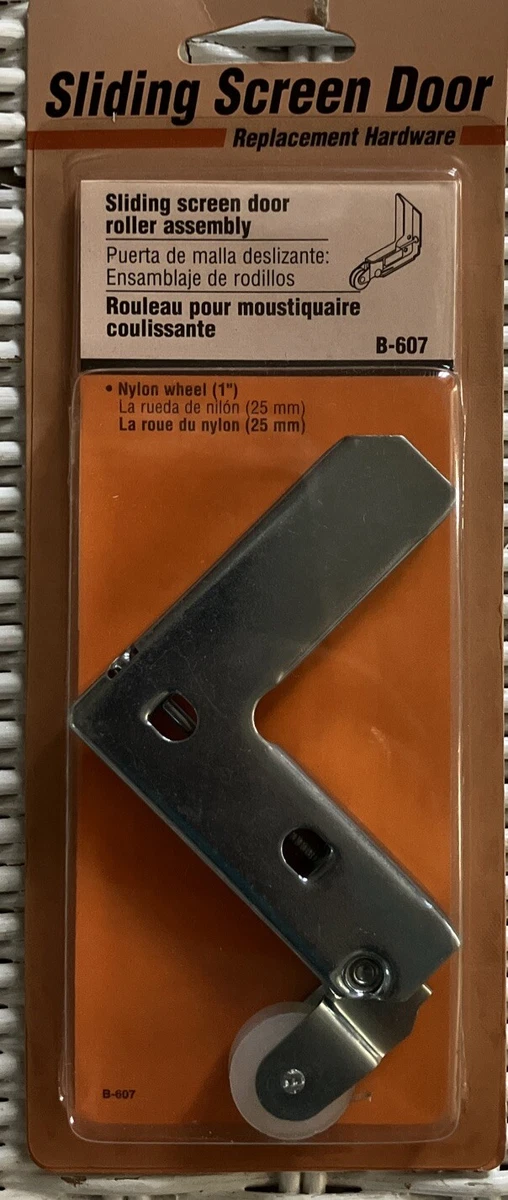 Sliding Screen Door
Replacement Hardware
Sliding screen door
roller assembly
Puerta de malla deslizante:
Ensamblaje de rodillos
Rouleau pour moustiquaire
coulissante
B-607
• Nylon wheel (1")
La rueda de nilón (25 mm)
La roue du nylon (25 mm)
B-607